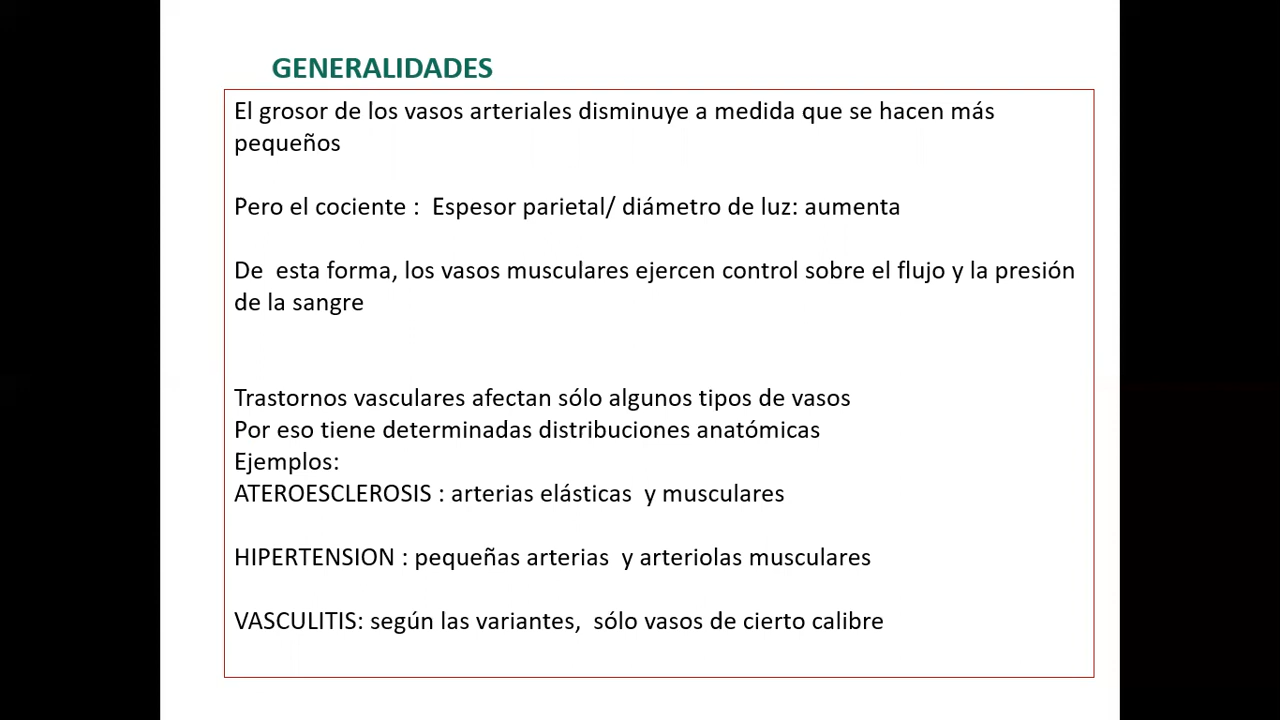 GENERALIDADES
El grosor de los vasos arteriales disminuye a medida que se hacen más
pequeños
Pero el cociente : Espesor parietal/ diámetro de luz: aumenta
De esta forma, los vasos musculares ejercen control sobre el flujo y la presión
de la sangre
Trastornos vasculares afectan sólo algunos tipos de vasos
Por eso tiene determinadas distribuciones anatómicas
Ejemplos:
ATEROESCLEROSIS : arterias elásticas y musculares
HIPERTENSION : pequeñas arterias y arteriolas musculares
VASCULITIS: según las variantes, sólo vasos de cierto calibre